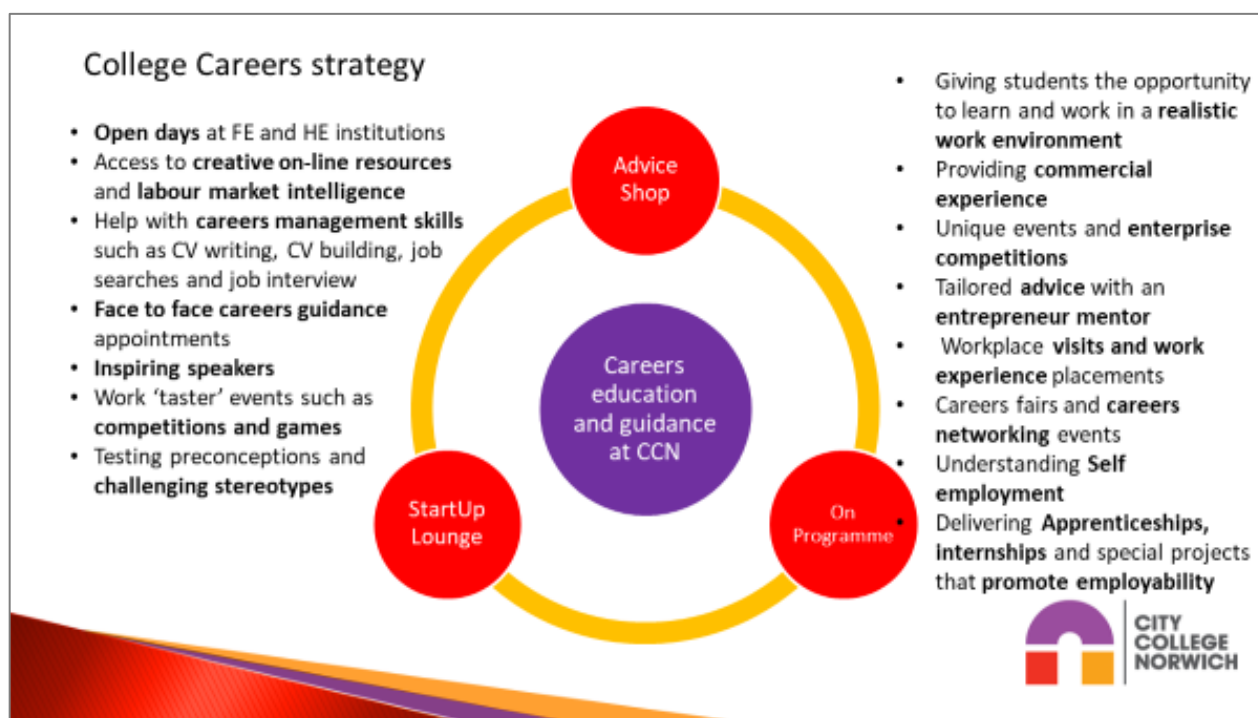 College Careers strategy
• Open days at FE and HE institutions
• Access to creative on-line resources
and labour market intelligence
• Help with careers management skills
such as CV writing, CV building, job
searches and job interview
• Face to face careers guidance
appointments
• Inspiring speakers
• Work ‘taster’ events such as
competitions and games
• Testing preconceptions and
challenging stereotypes
Advice
Shop
Careers
education
and guidance
at CCN
StartUp
Lounge
On
Programme
• Giving students the opportunity
to learn and work in a realistic
work environment
• Providing commercial
experience
• Unique events and enterprise
competitions
• Tailored advice with an
entrepreneur mentor
• Workplace visits and work
experience placements
• Careers fairs and careers
networking events
• Understanding Self
employment
• Delivering Apprenticeships,
internships and special projects
that promote employability
CITY
COLLEGE
NORWICH